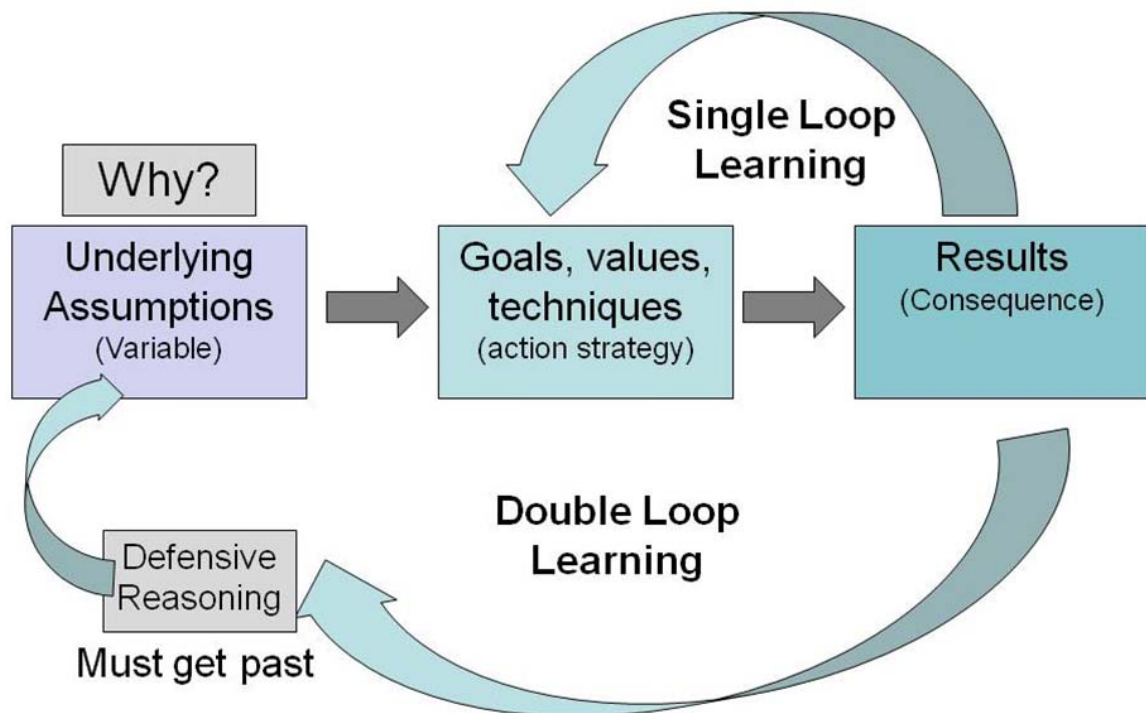 Single Loop
Learning
Why?
Underlying
Assumptions
(Variable)
Goals, values,
techniques
(action strategy)
Results
(Consequence)
Double Loop
Learning
Defensive
Reasoning
Must get past